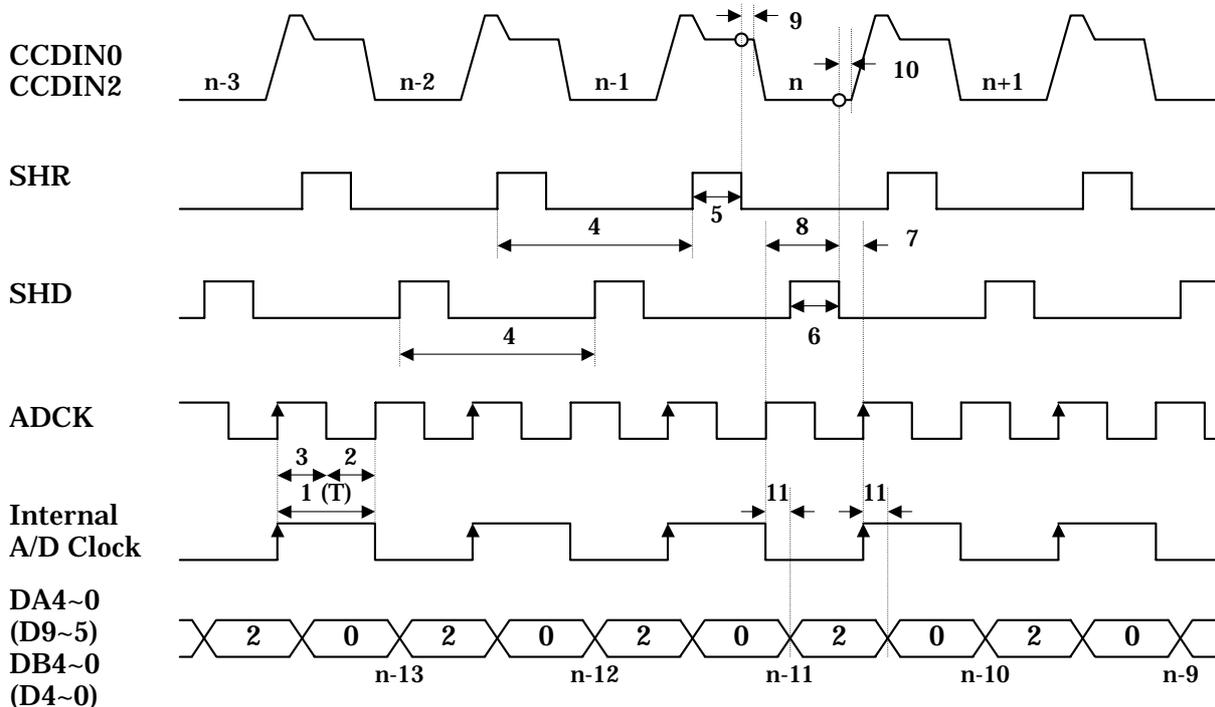 9
CCDIN0
CCDIN2
n-3
n-2
n-1
n
10
n+1
SHR
5
4
8
7
SHD
4
6
ADCK
3
2
1 (T)
11
11
Internal
A/D Clock
DA4~0
(D9~5)
DB4~0
(D4~0)
2
0
2
0
2
0
2
0
2
0
n-13
n-12
n-11
n-10
n-9